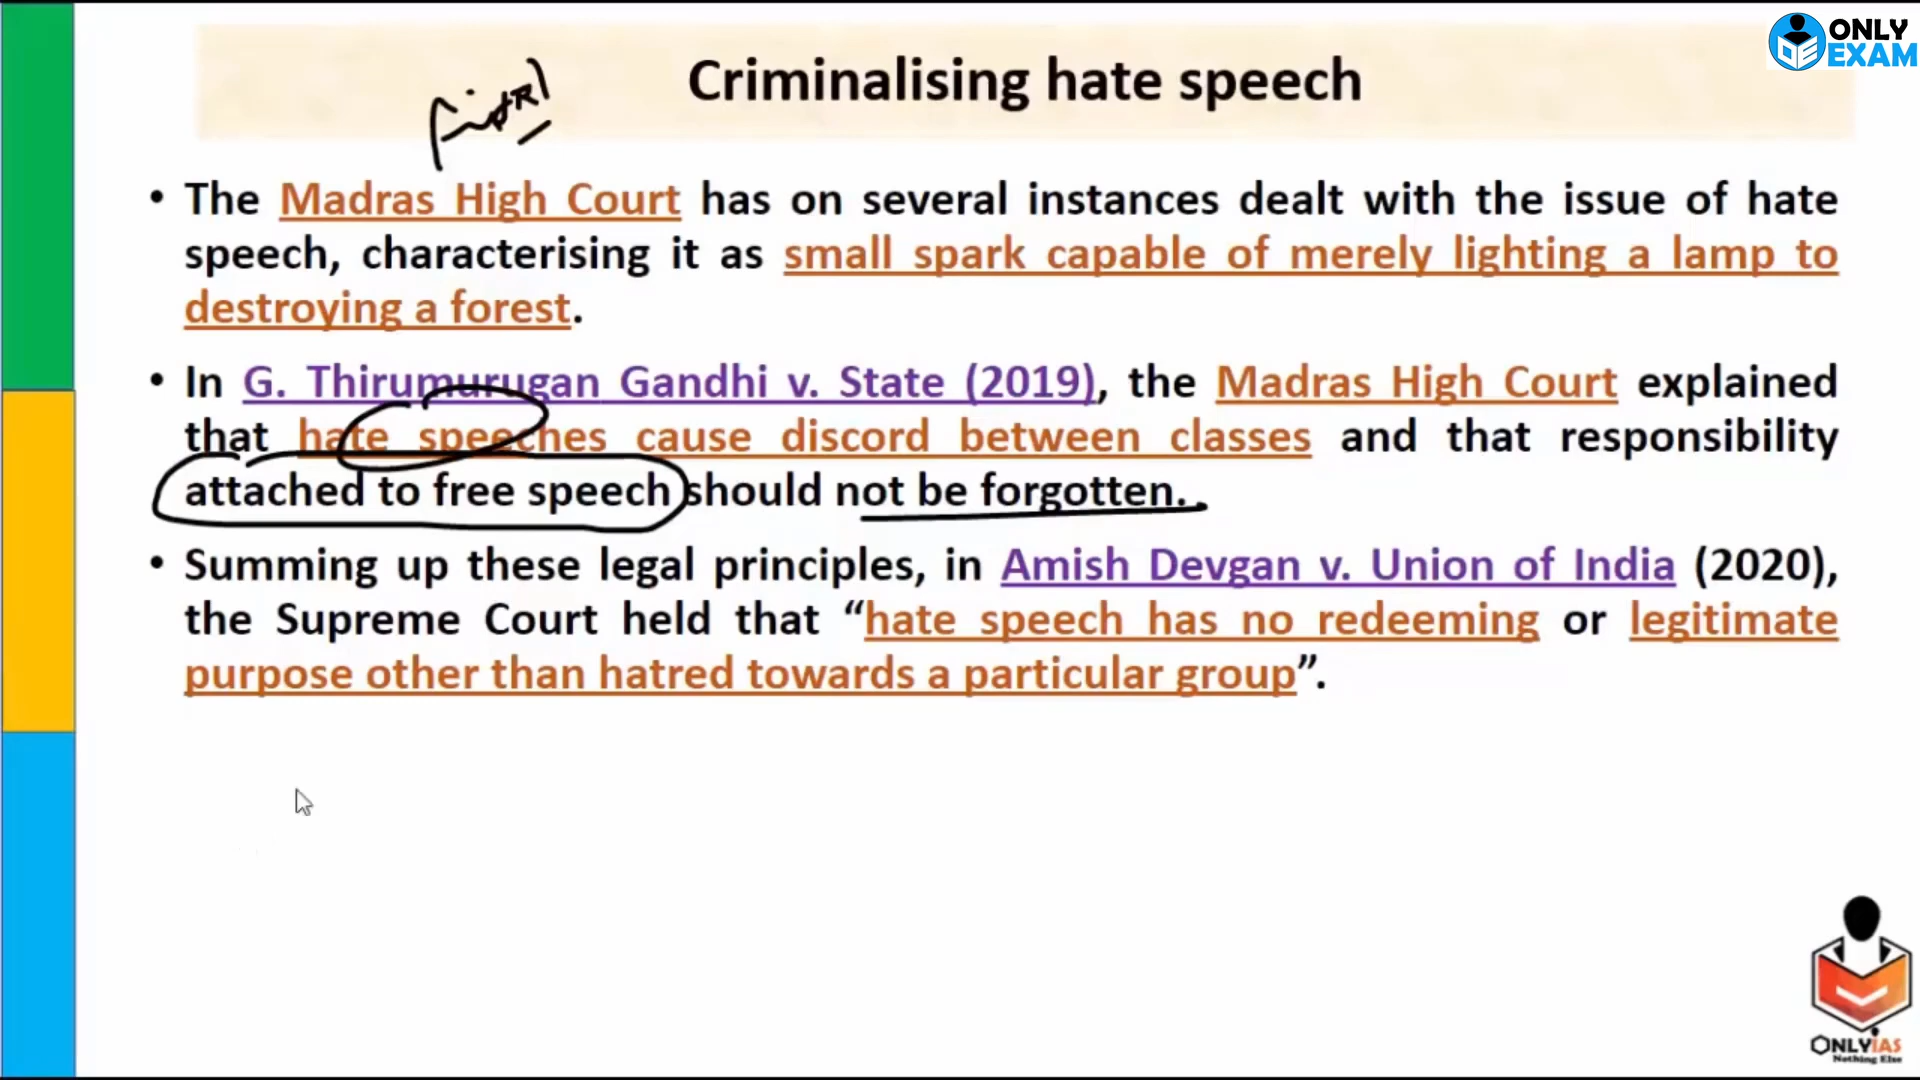 ONLY
EXAM
Criminalising hate speech
• The Madras High Court has on several instances dealt with the issue of hate
speech, characterising it as small spark capable of merely lighting a lamp to
destroying a forest.
• In G. Thirumurugan Gandhi v. State (2019), the Madras High Court explained
that hate speeches cause discord between classes and that responsibility
attached to free speech should not be forgotten.
• Summing up these legal principles, in Amish Devgan v. Union of India (2020),
the Supreme Court held that “hate speech has no redeeming or legitimate
purpose other than hatred towards a particular group”.
ONLYIAS
Nothing Else